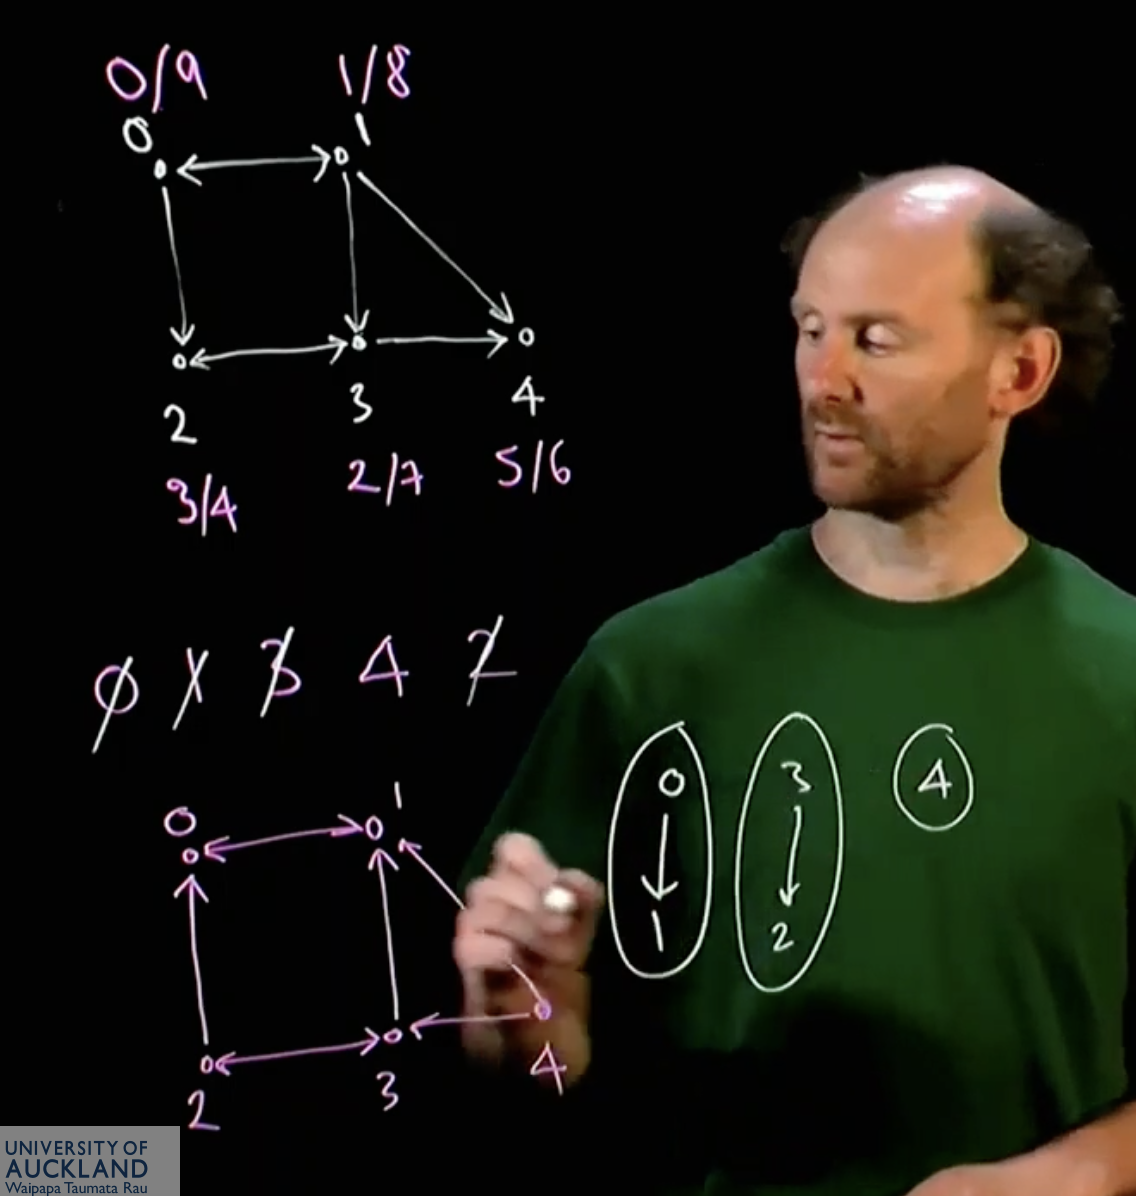 0/9 1/8
0 1
2 3 4
3/4 2/7 5/6
0 1 3 4 2
0 3 4
1 2
0 1
2 3 4
UNIVERSITY OF
AUCKLAND
Waipapa Taumata Rau